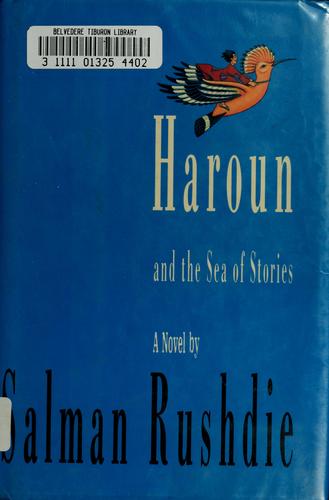 BELVEDERE TIBURON LIBRARY
3 1111 01325 4402
Haroun
and the Sea of Stories
A Novel by
Salman Rushdie